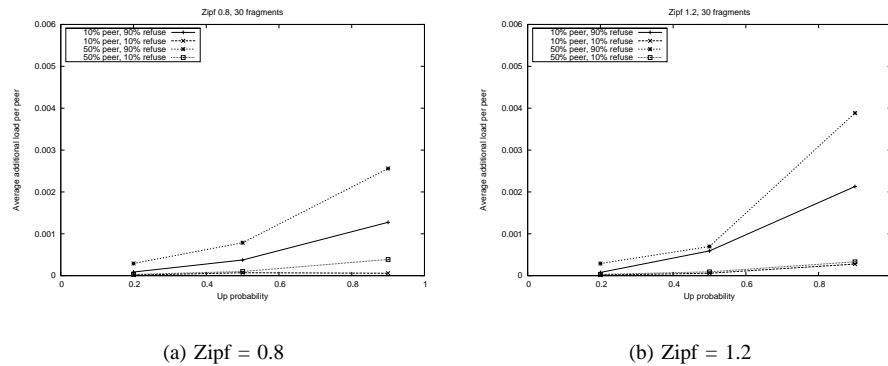 Zipf 0.8, 30 fragments
0.006
0.005
0.004
0.003
0.002
0.001
0
10% peer, 90% refuse
10% peer, 10% refuse
50% peer, 90% refuse
50% peer, 10% refuse
Average additional load per peer
0 0.2 0.4 0.6 0.8 1
Up probability
(a) Zipf = 0.8
Zipf 1.2, 30 fragments
0.006
0.005
0.004
0.003
0.002
0.001
0
10% peer, 90% refuse
10% peer, 10% refuse
50% peer, 90% refuse
50% peer, 10% refuse
Average additional load per peer
0 0.2 0.4 0.6 0.8
Up probability
(b) Zipf = 1.2